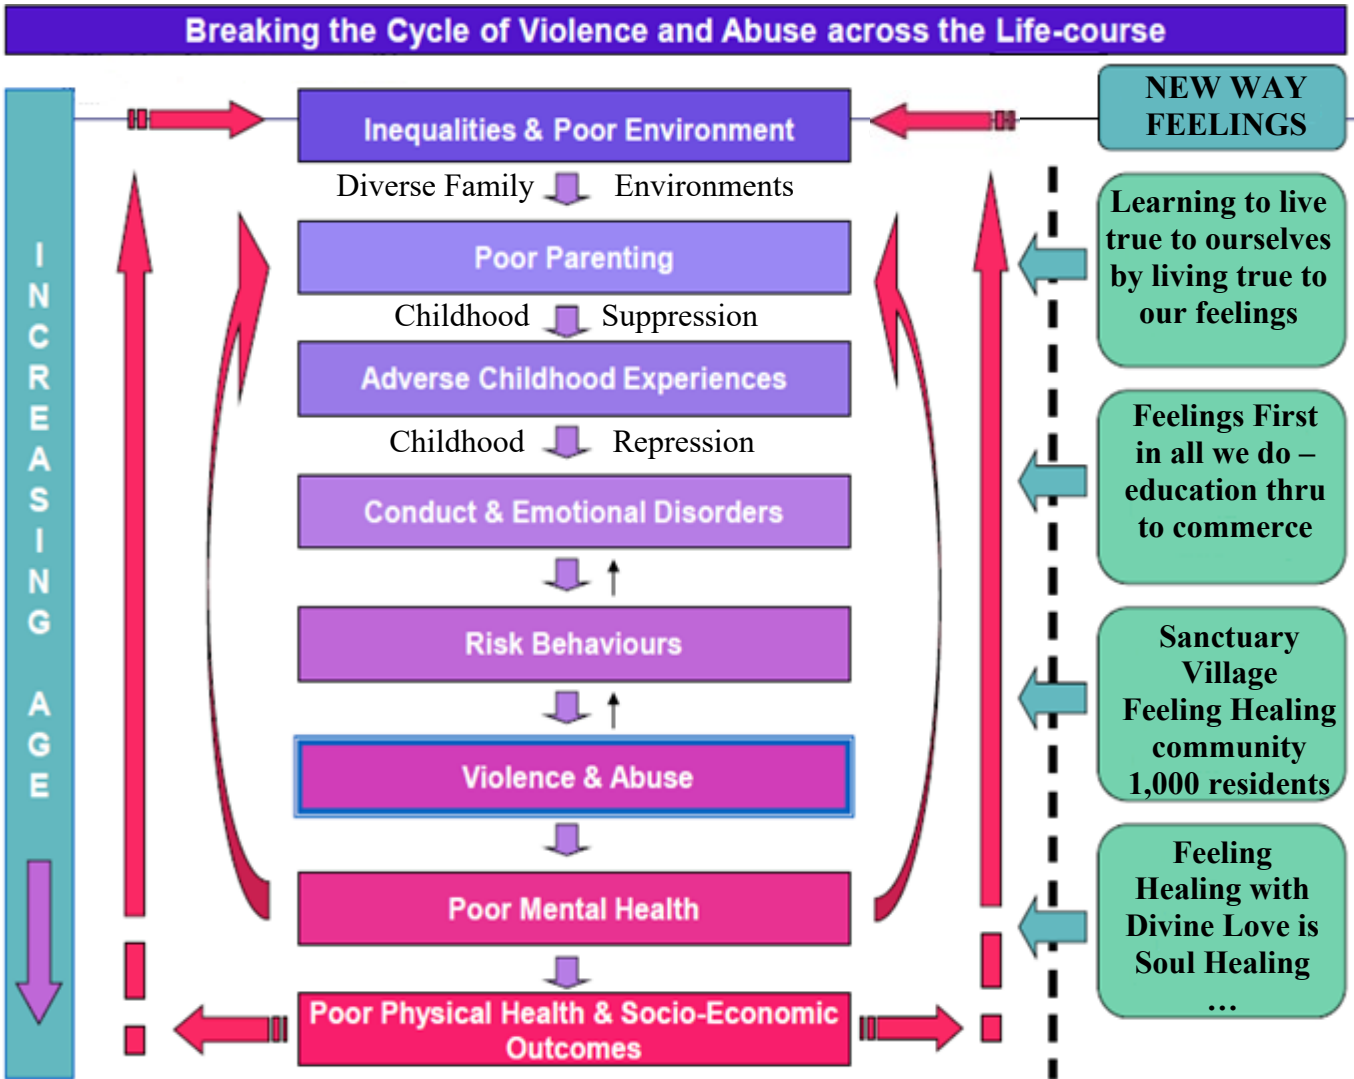 Breaking the Cycle of Violence and Abuse across the Life-course
INCREASING AGE
Inequalities & Poor Environment
Diverse Family Environments
Poor Parenting
Childhood Suppression
Adverse Childhood Experiences
Childhood Repression
Conduct & Emotional Disorders
Risk Behaviours
Violence & Abuse
Poor Mental Health
Poor Physical Health & Socio-Economic
Outcomes
NEW WAY
FEELINGS
Learning to live
true to ourselves
by living true to
our feelings
Feelings First
in all we do –
education thru
to commerce
Sanctuary
Village
Feeling Healing
community
1,000 residents
Feeling
Healing with
Divine Love is
Soul Healing
…